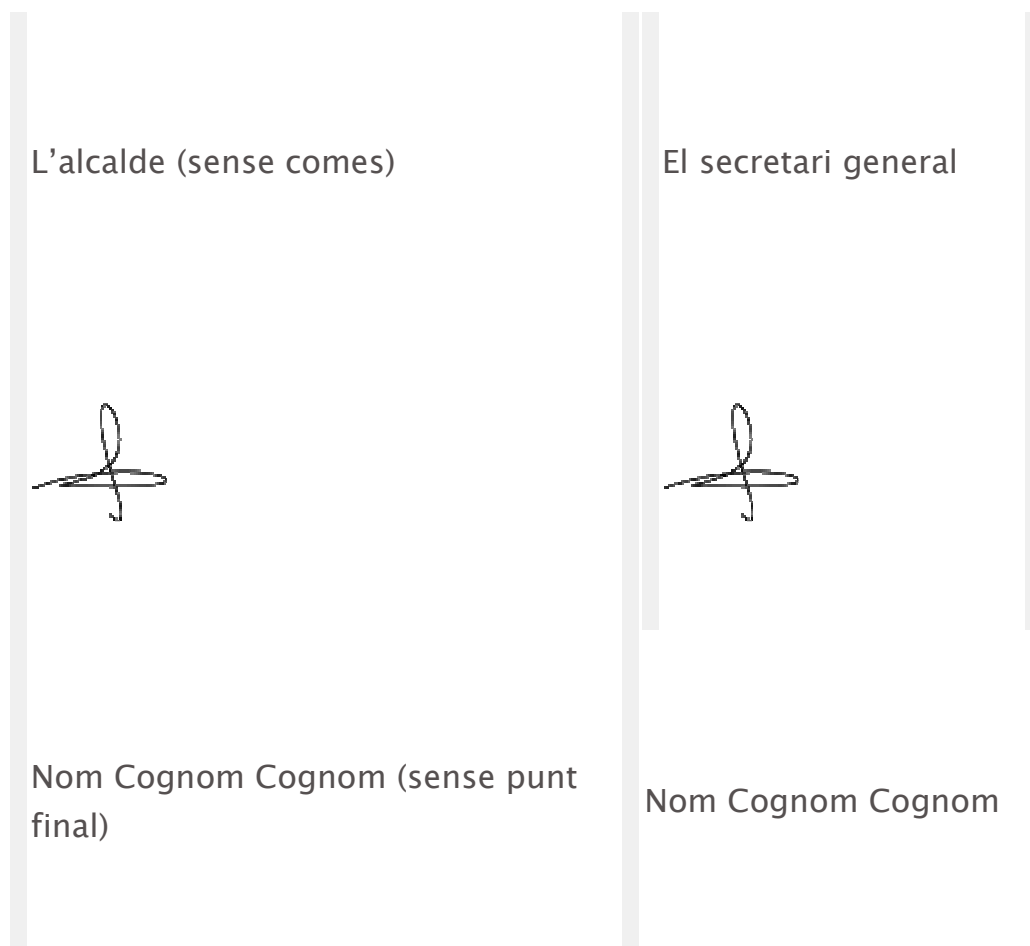 L’alcalde (sense comes)
El secretari general
Nom Cognom Cognom (sense punt
final)
Nom Cognom Cognom